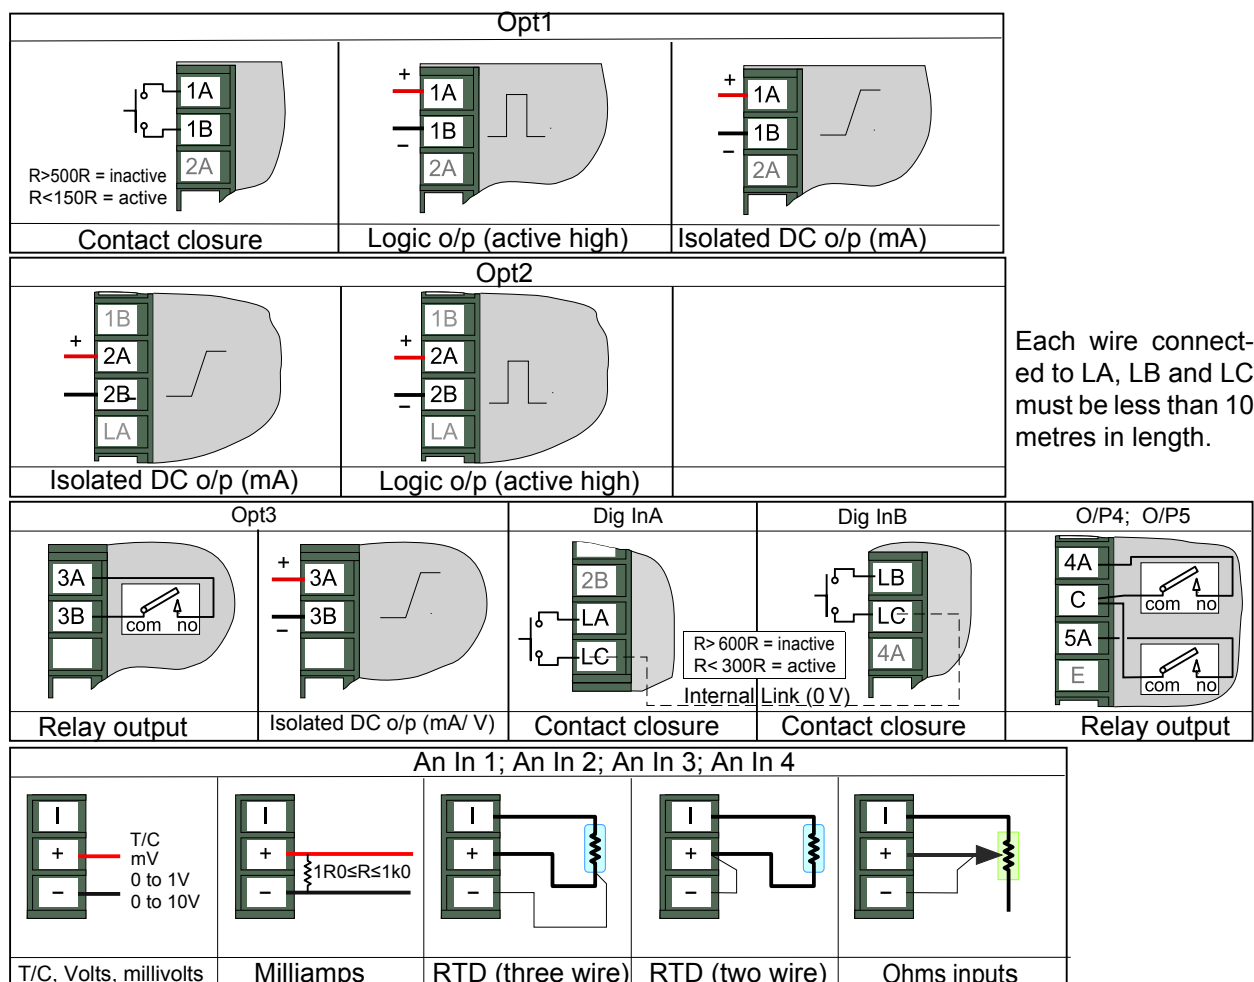 Opt1
1A
1B
2A
R>500R = inactive
R<150R = active
Contact closure
+
1A
1B
–
2A
Logic o/p (active high)
+
1A
1B
–
2A
Isolated DC o/p (mA)
Opt2
1B
+
2A
2B
–
LA
Isolated DC o/p (mA)
1B
+
2A
2B
–
LA
Logic o/p (active high)
Each wire connect-
ed to LA, LB and LC
must be less than 10
metres in length.
Opt3
3A
3B
com no
Relay output
+
3A
3B
–
Isolated DC o/p (mA/ V)
Dig InA
2B
LA
LC
Contact closure
R> 600R = inactive
R< 300R = active
Internal Link (0 V)
Dig InB
LB
LC
4A
Contact closure
O/P4; O/P5
4A
C
5A
E
com no
com no
Relay output
An In 1; An In 2; An In 3; An In 4
I
+
–
T/C
mV
0 to 1V
0 to 10V
T/C, Volts, millivolts
I
+
–
1R0≤R≤1k0
Milliamps
I
+
–
RTD (three wire)
I
+
–
RTD (two wire)
I
+
–
Ohms inputs